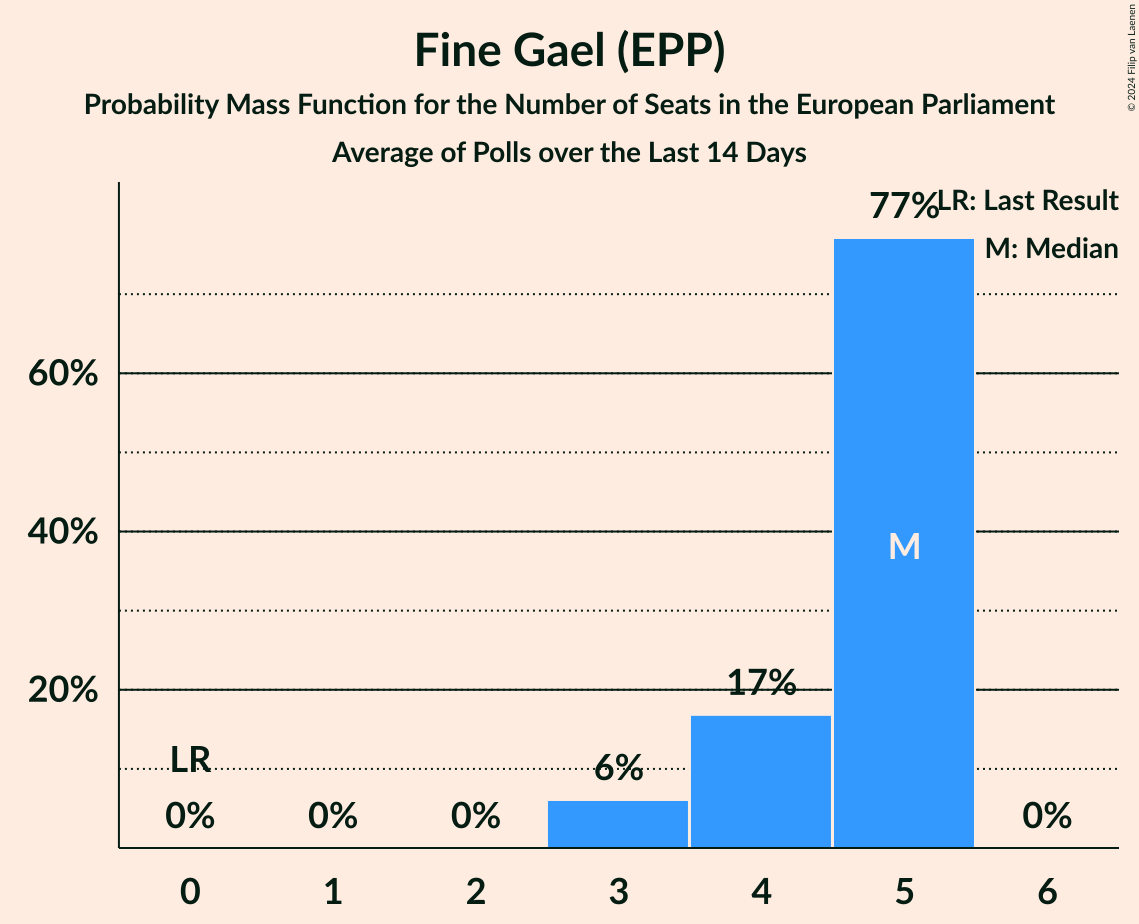 Fine Gael (EPP)
Probability Mass Function for the Number of Seats in the European Parliament
Average of Polls over the Last 14 Days
© 2024 Filip van Laenen
LR: Last Result
M: Median
77%
60%
40%
M
20%
17%
LR
6%
0%
0%
0%
0%
0 1 2 3 4 5 6